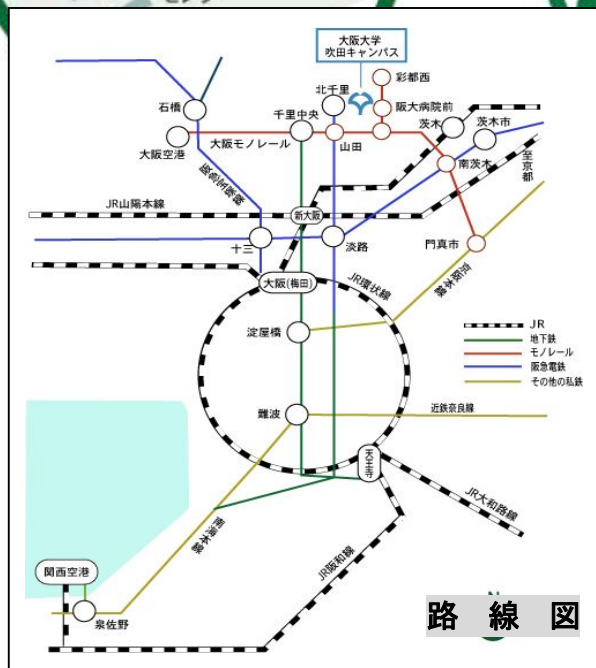 大阪大学
吹田キャンパス
彩都西
北千里
阪大病院前
石橋
千里中央
茨木
茨木市
大阪モノレール
山田
大阪空港
南茨木
至京都
阪急宝塚線
JR山陽本線
新大阪
十三
淡路
門真市
大阪(梅田)
JR環状線
京阪本線
淀屋橋
JR
地下鉄
モノレール
阪急電鉄
その他の私鉄
難波
近鉄奈良線
天王寺
JR大和路線
南海本線
JR阪和線
関西空港
泉佐野
路線図